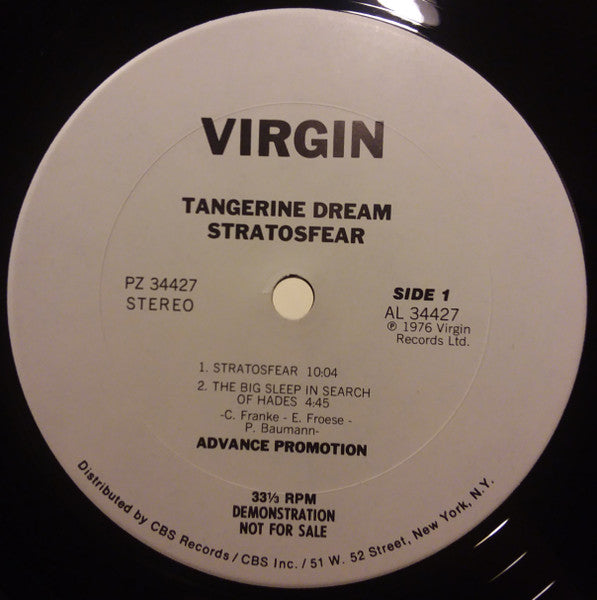 VIRGIN
TANGERINE DREAM
STRATOSFEAR
PZ 34427
STEREO
SIDE 1
AL 34427
℗ 1976 Virgin
Records Ltd.
1. STRATOSFEAR 10:04
2. THE BIG SLEEP IN SEARCH
OF HADES 4:45
-C. Franke - E. Froese -
P. Baumann-
ADVANCE PROMOTION
33⅓ RPM
DEMONSTRATION
NOT FOR SALE
Distributed by CBS Records / CBS Inc. / 51 W. 52 Street, New York, N.Y.